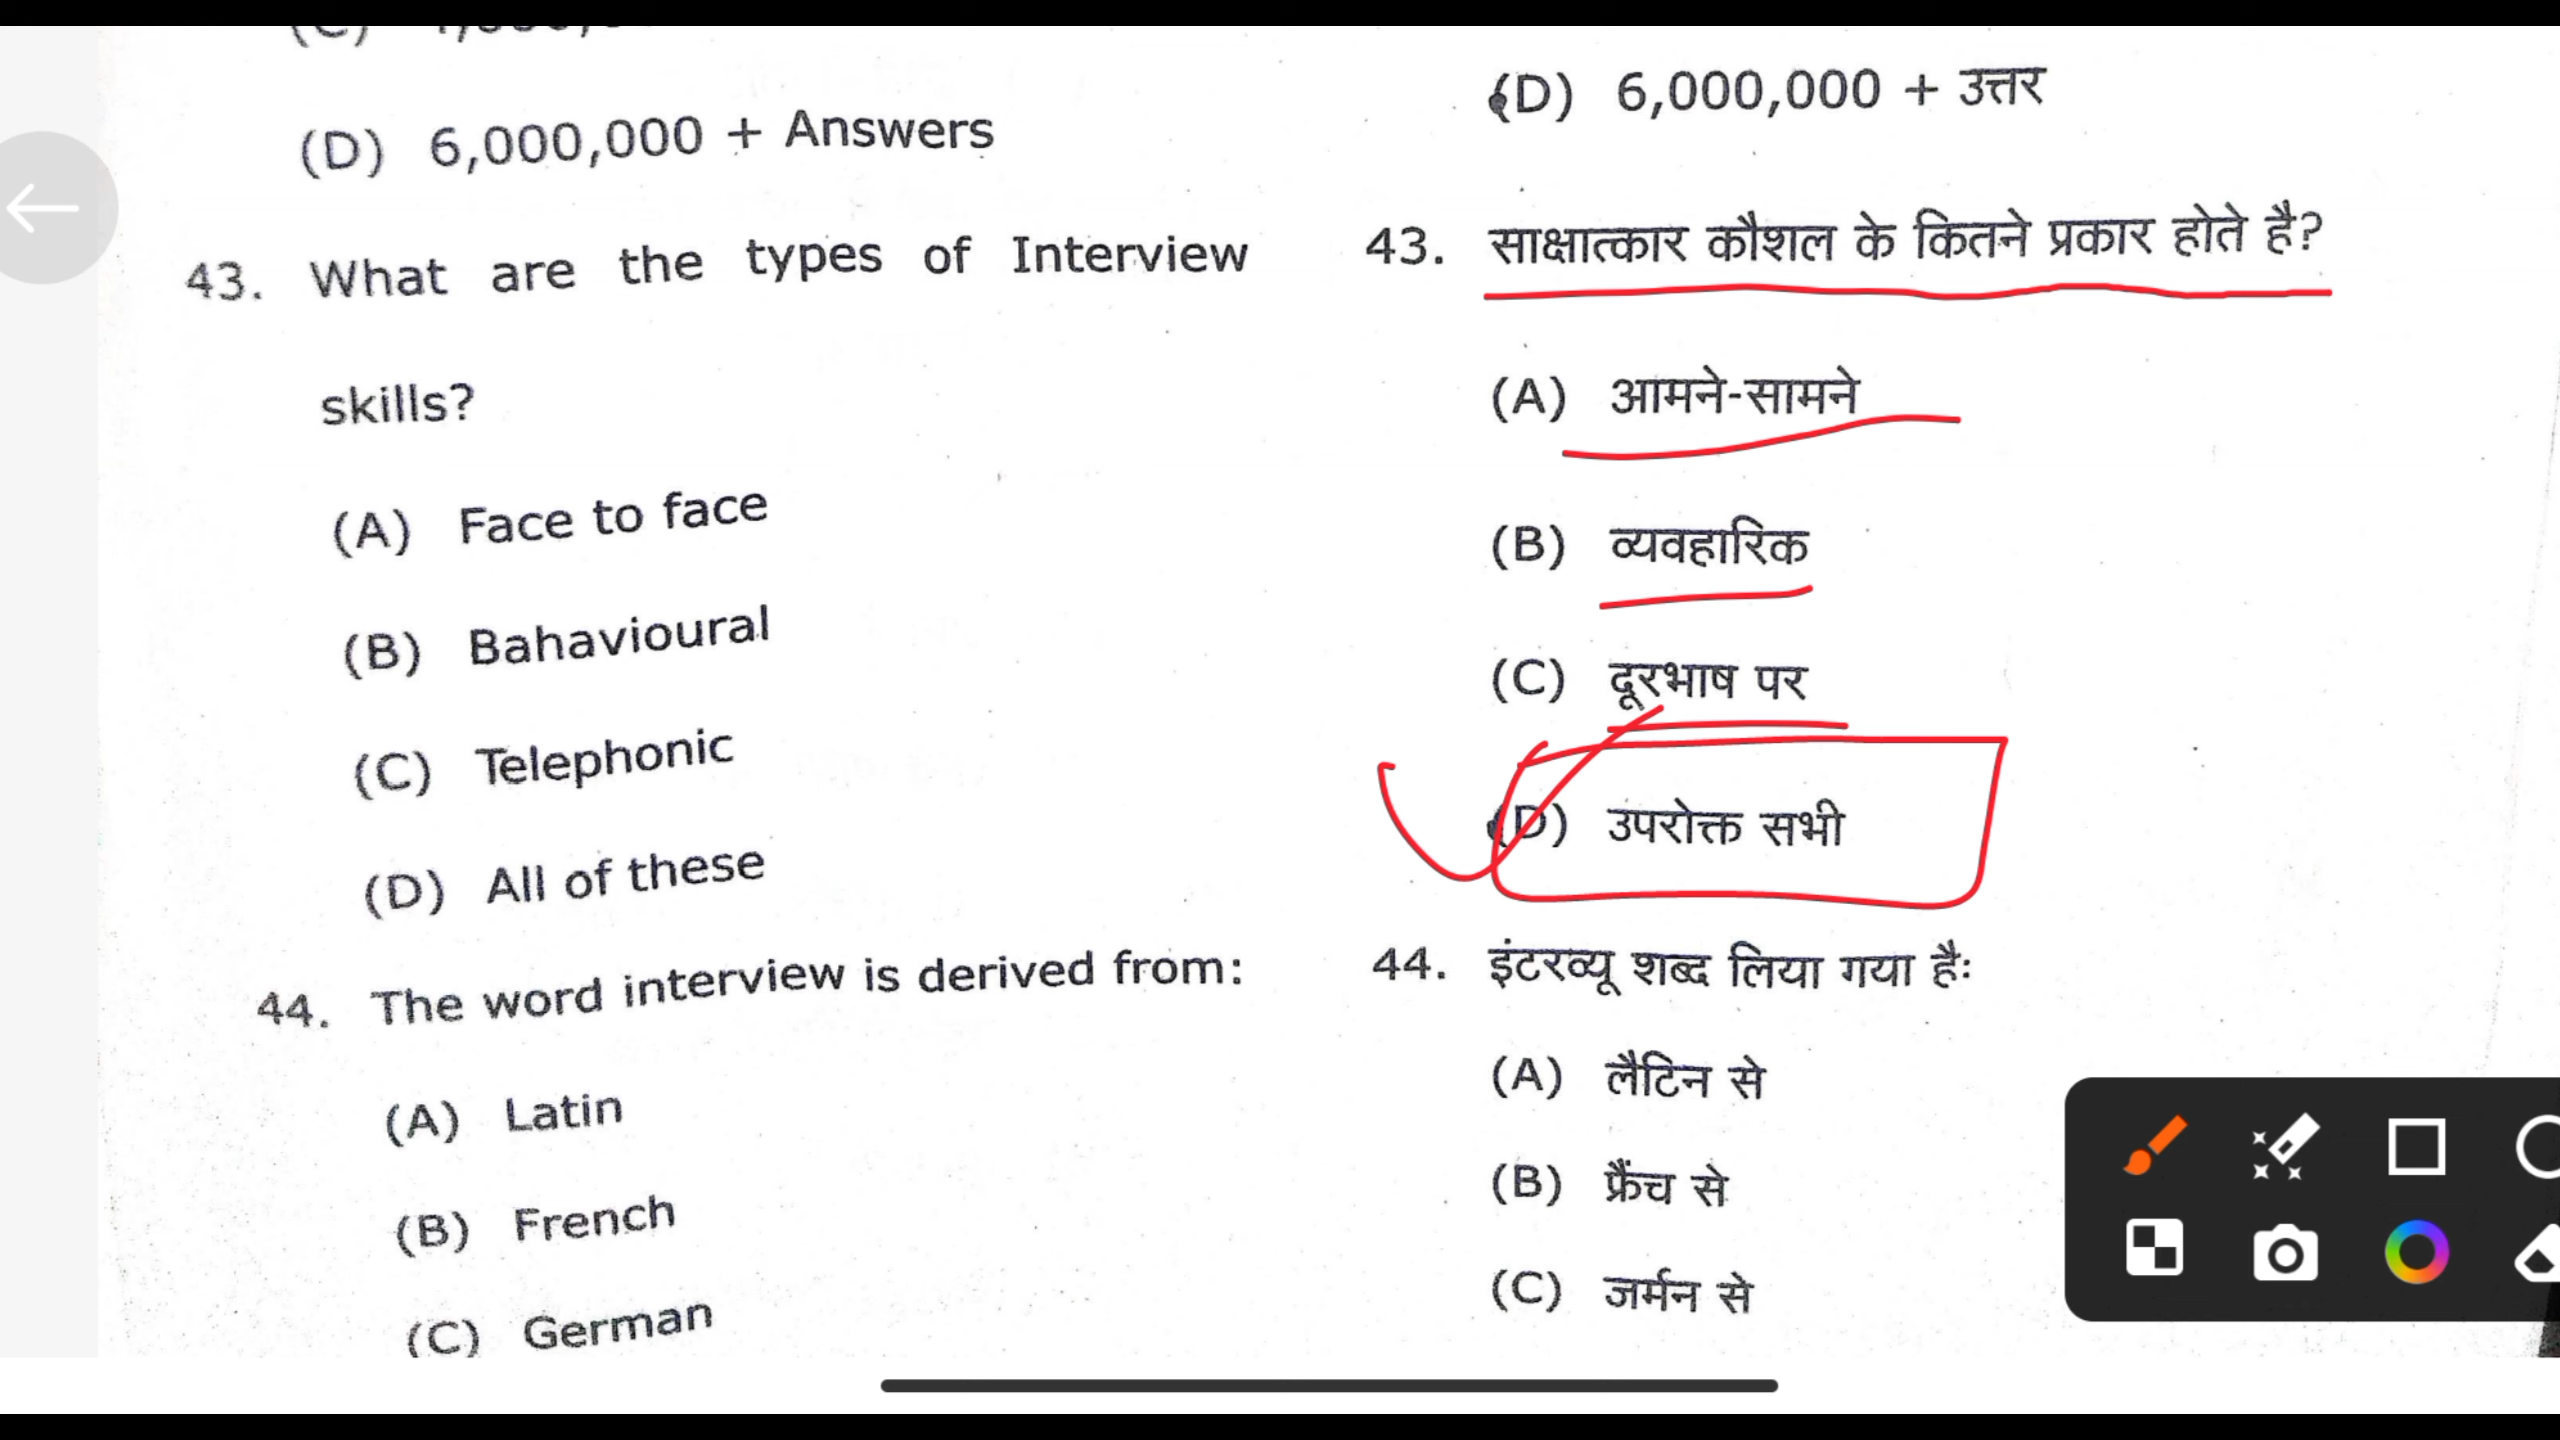 (D) 6,000,000 + Answers
43. What are the types of Interview
skills?
(A) Face to face
(B) Bahavioural
(C) Telephonic
(D) All of these
44. The word interview is derived from:
(A) Latin
(B) French
(C) German
(D) 6,000,000 + उत्तर
43. साक्षात्कार कौशल के कितने प्रकार होते है?
(A) आमने-सामने
(B) व्यवहारिक
(C) दूरभाष पर
(D) उपरोक्त सभी
44. इंटरव्यू शब्द लिया गया हैः
(A) लैटिन से
(B) फ्रैंच से
(C) जर्मन से